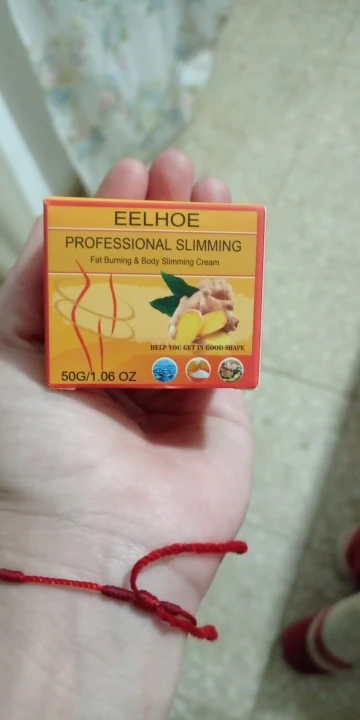 EELHOE
PROFESSIONAL SLIMMING
Fat Burning & Body Slimming Cream
HELP YOU GET IN GOOD SHAPE
50G/1.06 OZ